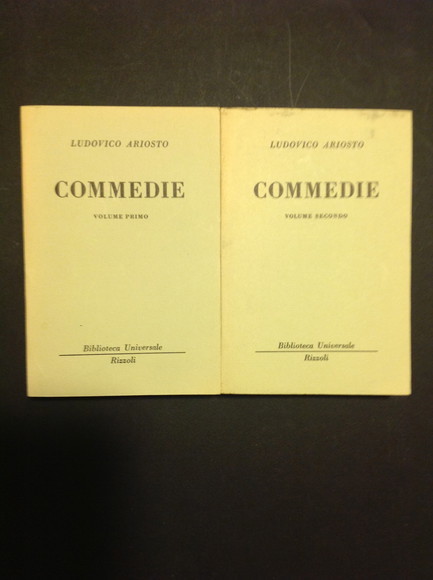 LUDOVICO ARIOSTO
COMMEDIE
VOLUME PRIMO
Biblioteca Universale
Rizzoli
LUDOVICO ARIOSTO
COMMEDIE
VOLUME SECONDO
Biblioteca Universale
Rizzoli